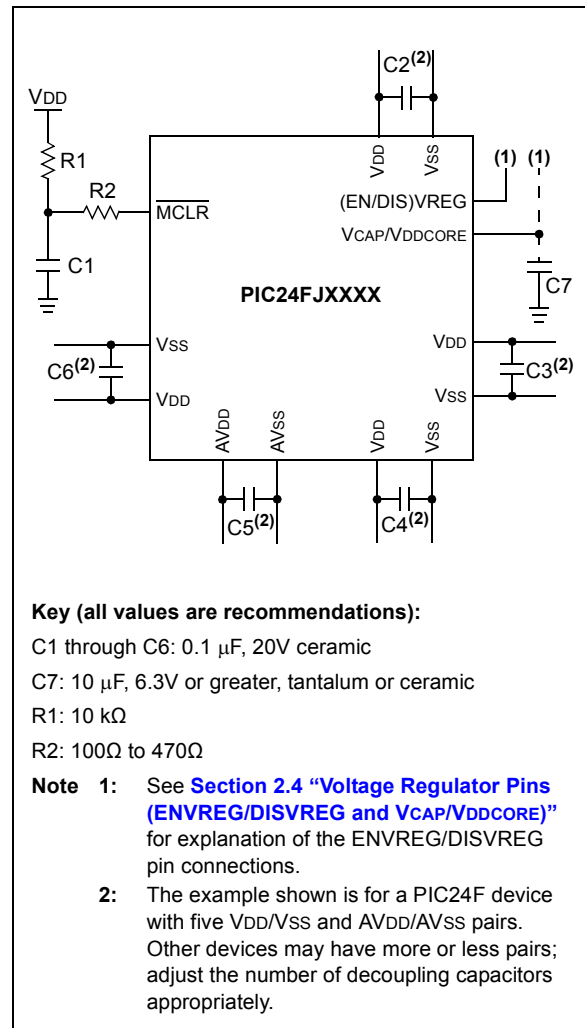 C2(2)
VDD
R1
R2
C1
VDD
VSS
(1) (1)
MCLR
(EN/DIS)VREG
VCAP/VDDCORE
C7
PIC24FJXXXX
VSS
VDD
C6(2)
VDD
VSS
C3(2)
AVDD
AVSS
VDD
VSS
C5(2)
C4(2)
Key (all values are recommendations):
C1 through C6: 0.1 μF, 20V ceramic
C7: 10 μF, 6.3V or greater, tantalum or ceramic
R1: 10 kΩ
R2: 100Ω to 470Ω
Note 1: See Section 2.4 “Voltage Regulator Pins
(ENVREG/DISVREG and VCAP/VDDCORE)”
for explanation of the ENVREG/DISVREG
pin connections.
2: The example shown is for a PIC24F device
with five VDD/VSS and AVDD/AVSS pairs.
Other devices may have more or less pairs;
adjust the number of decoupling capacitors
appropriately.